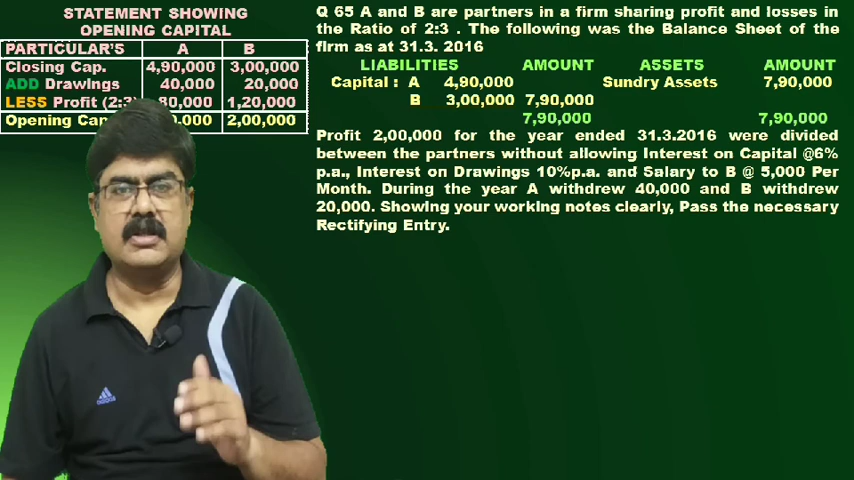 STATEMENT SHOWING
OPENING CAPITAL
PARTICULAR'S A B
Closing Cap. 4,90,000 3,00,000
ADD Drawings 40,000 20,000
LESS Profit (2:3) 80,000 1,20,000
Opening 2,00,000
Q 65 A and B are partners in a firm sharing profit and losses in
the Ratio of 2:3 . The following was the Balance Sheet of the
firm as at 31.3. 2016
LIABILITIES AMOUNT ASSETS AMOUNT
Capital : A 4,90,000 Sundry Assets 7,90,000
B 3,00,000 7,90,000
7,90,000 7,90,000
Profit 2,00,000 for the year ended 31.3.2016 were divided
between the partners without allowing Interest on Capital @6%
p.a., Interest on Drawings 10%p.a. and Salary to B @ 5,000 Per
Month. During the year A withdrew 40,000 and B withdrew
20,000. Showing your working notes clearly, Pass the necessary
Rectifying Entry.
adidas